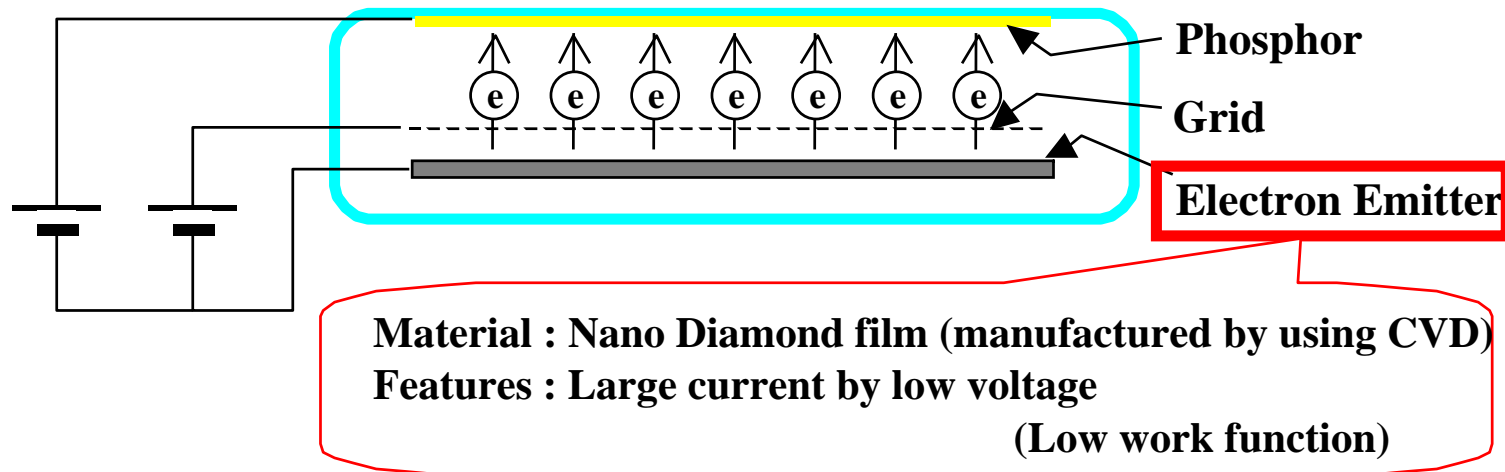 Phosphor
e e e e e e e
Grid
Electron Emitter
Material : Nano Diamond film (manufactured by using CVD)
Features : Large current by low voltage
(Low work function)